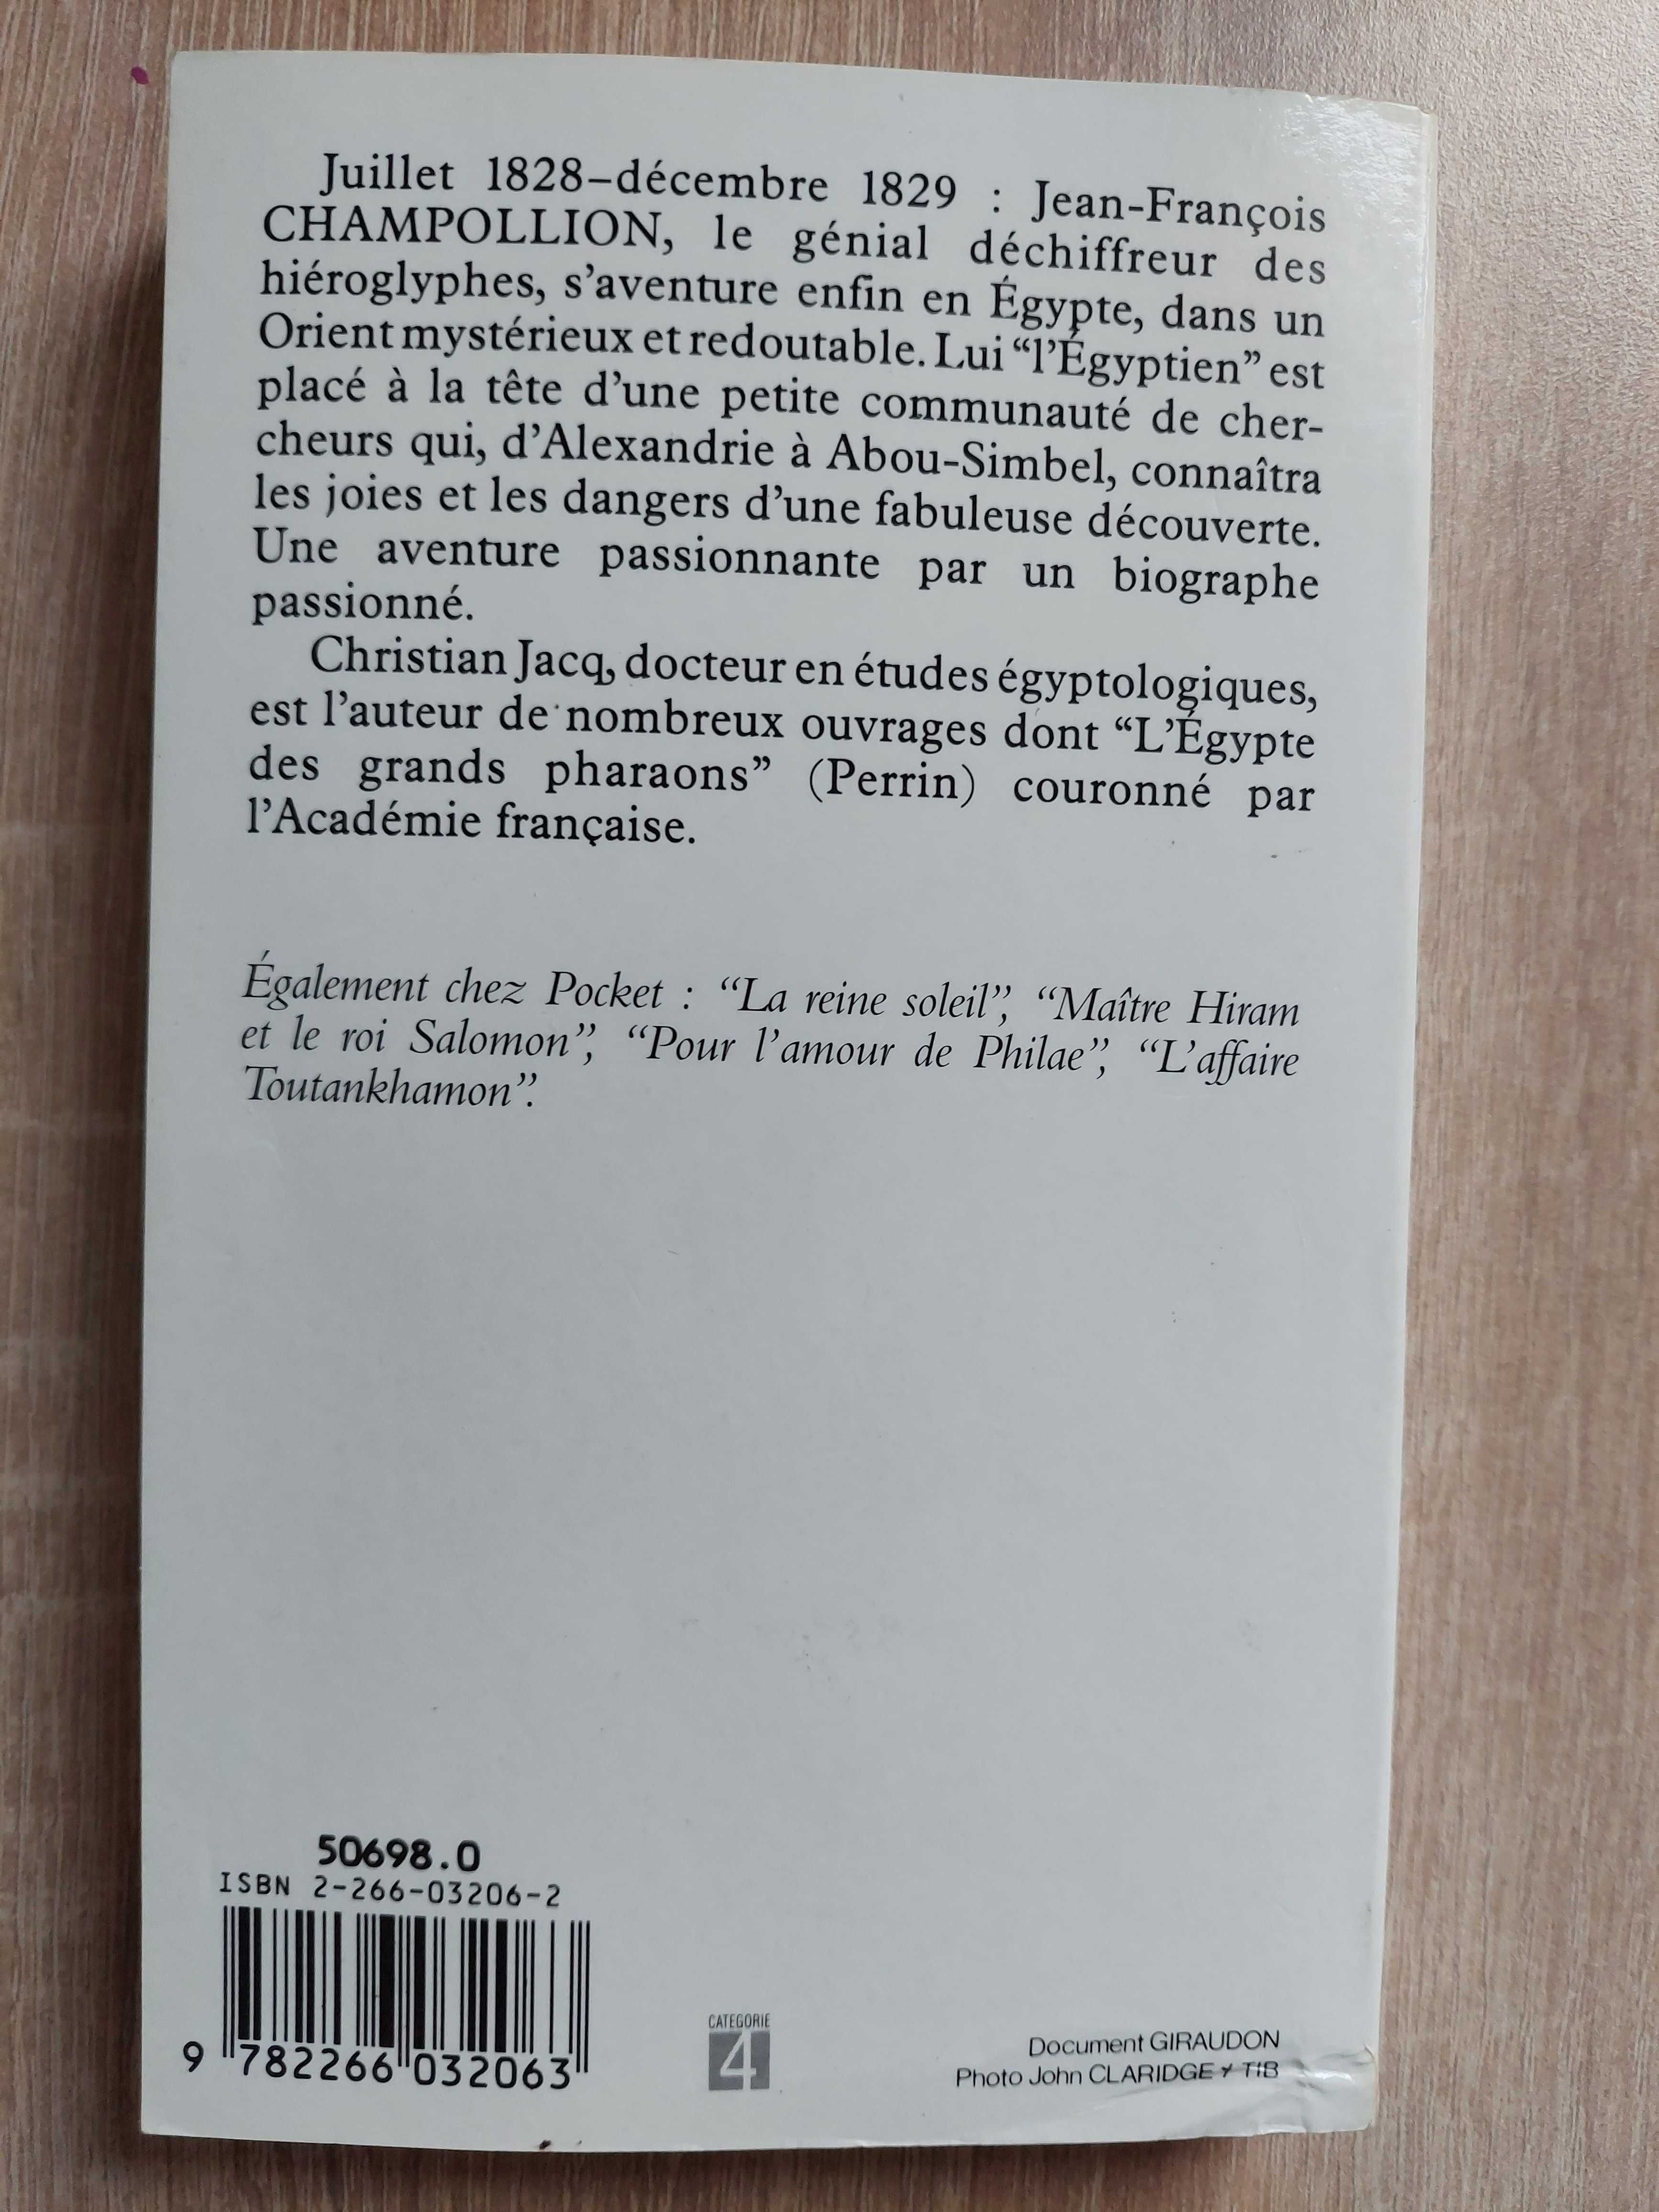 Juillet 1828–décembre 1829 : Jean-François
CHAMPOLLION, le génial déchiffreur des
hiéroglyphes, s’aventure enfin en Égypte, dans un
Orient mystérieux et redoutable. Lui “l’Égyptien” est
placé à la tête d’une petite communauté de cher-
cheurs qui, d’Alexandrie à Abou-Simbel, connaîtra
les joies et les dangers d’une fabuleuse découverte.
Une aventure passionnante par un biographe
passionné.
Christian Jacq, docteur en études égyptologiques,
est l’auteur de nombreux ouvrages dont “L’Égypte
des grands pharaons” (Perrin) couronné par
l’Académie française.
Également chez Pocket : “La reine soleil”, “Maître Hiram
et le roi Salomon”, “Pour l’amour de Philae”, “L’affaire
Toutankhamon”.
50698.0
ISBN 2-266-03206-2
9 782266 032063
CATEGORIE
4
Document GIRAUDON
Photo John CLARIDGE / TIB